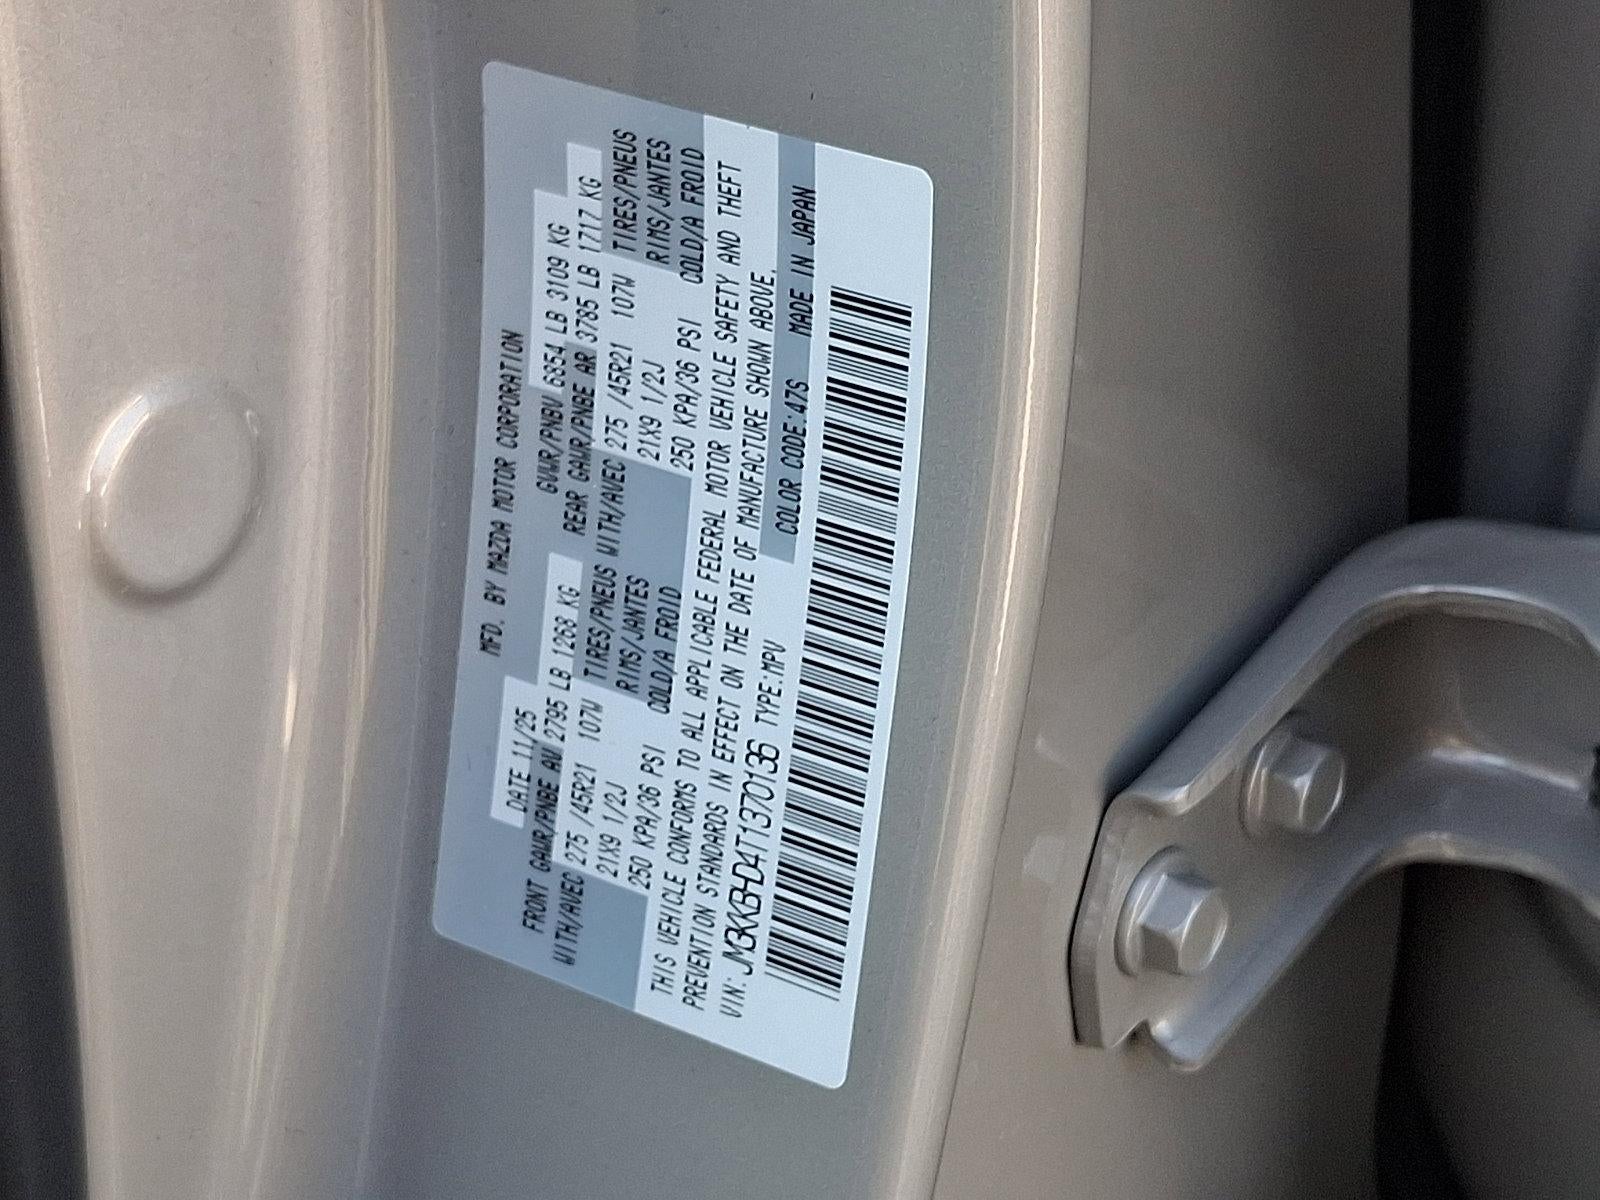 MFD. BY MAZDA MOTOR CORPORATION
DATE 11/25 GVWR/PNBV 6854 LB 3109 KG
FRONT GAWR/PNBE AV 2795 LB 1268 KG REAR GAWR/PNBE AR 3785 LB 1717 KG
WITH/AVEC 275 /45R21 107W TIRES/PNEUS WITH/AVEC 275 /45R21 107W TIRES/PNEUS
21X9 1/2J RIMS/JANTES 21X9 1/2J RIMS/JANTES
250 KPA/36 PSI COLD/A FROID 250 KPA/36 PSI COLD/A FROID
THIS VEHICLE CONFORMS TO ALL APPLICABLE FEDERAL MOTOR VEHICLE SAFETY AND THEFT
PREVENTION STANDARDS IN EFFECT ON THE DATE OF MANUFACTURE SHOWN ABOVE.
VIN: JM3KKBHD4T1370136 TYPE:MPV COLOR CODE:47S MADE IN JAPAN